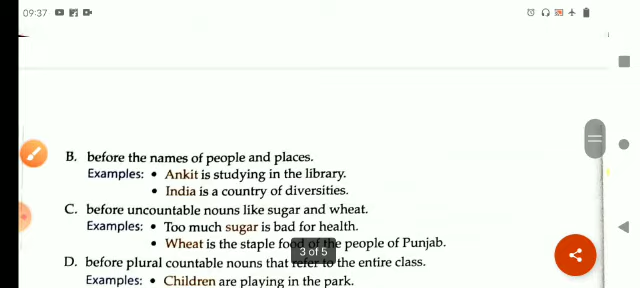 09:37
B. before the names of people and places.
Examples: • Ankit is studying in the library.
• India is a country of diversities.
C. before uncountable nouns like sugar and wheat.
Examples: • Too much sugar is bad for health.
• Wheat is the staple food of the people of Punjab.
3 of 5
D. before plural countable nouns that refer to the entire class.
Examples: • Children are playing in the park.